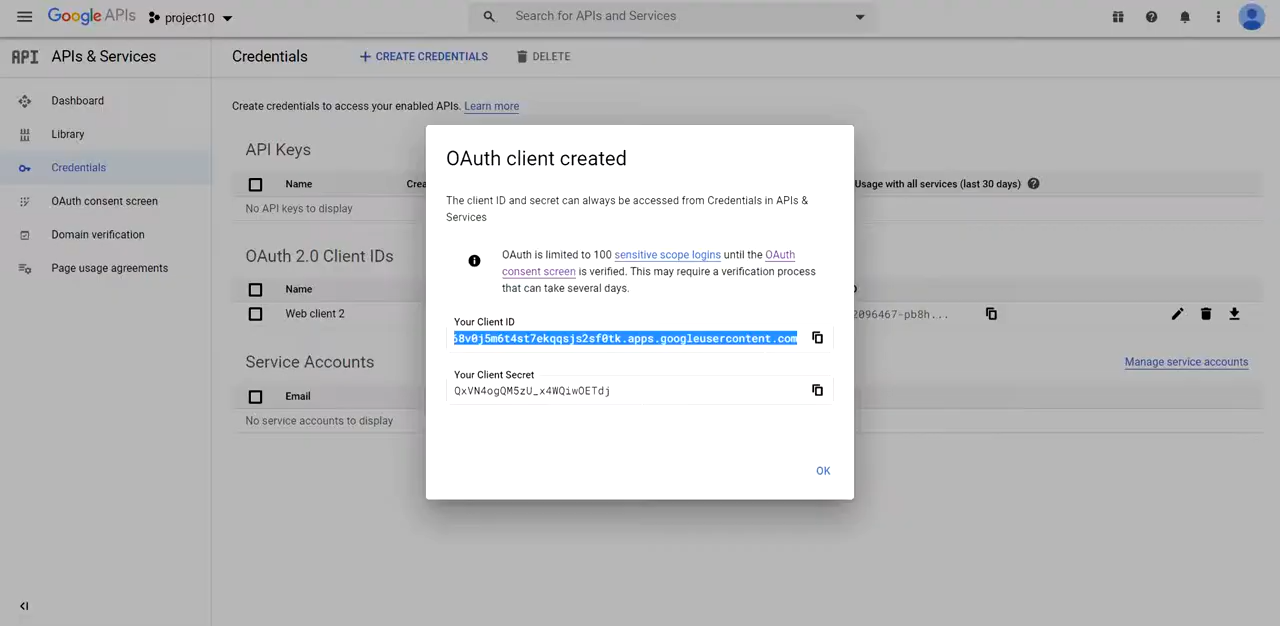 Google APIs
project10
Search for APIs and Services
API APIs & Services
Credentials
CREATE CREDENTIALS
DELETE
Dashboard
Library
Credentials
OAuth consent screen
Domain verification
Page usage agreements
Create credentials to access your enabled APIs. Learn more
API Keys
Name
Crea
Usage with all services (last 30 days)
No API keys to display
OAuth 2.0 Client IDs
Name
Web client 2
2096467-pb8h...
Service Accounts
Manage service accounts
Email
No service accounts to display
OAuth client created
The client ID and secret can always be accessed from Credentials in APIs &
Services
OAuth is limited to 100 sensitive scope logins until the OAuth
consent screen is verified. This may require a verification process
that can take several days.
Your Client ID
58v0j5m6t4st7ekqqsjs2sf0tk.apps.googleusercontent.com
Your Client Secret
QxVN4ogQM5zU_x4WQiwOETdj
OK